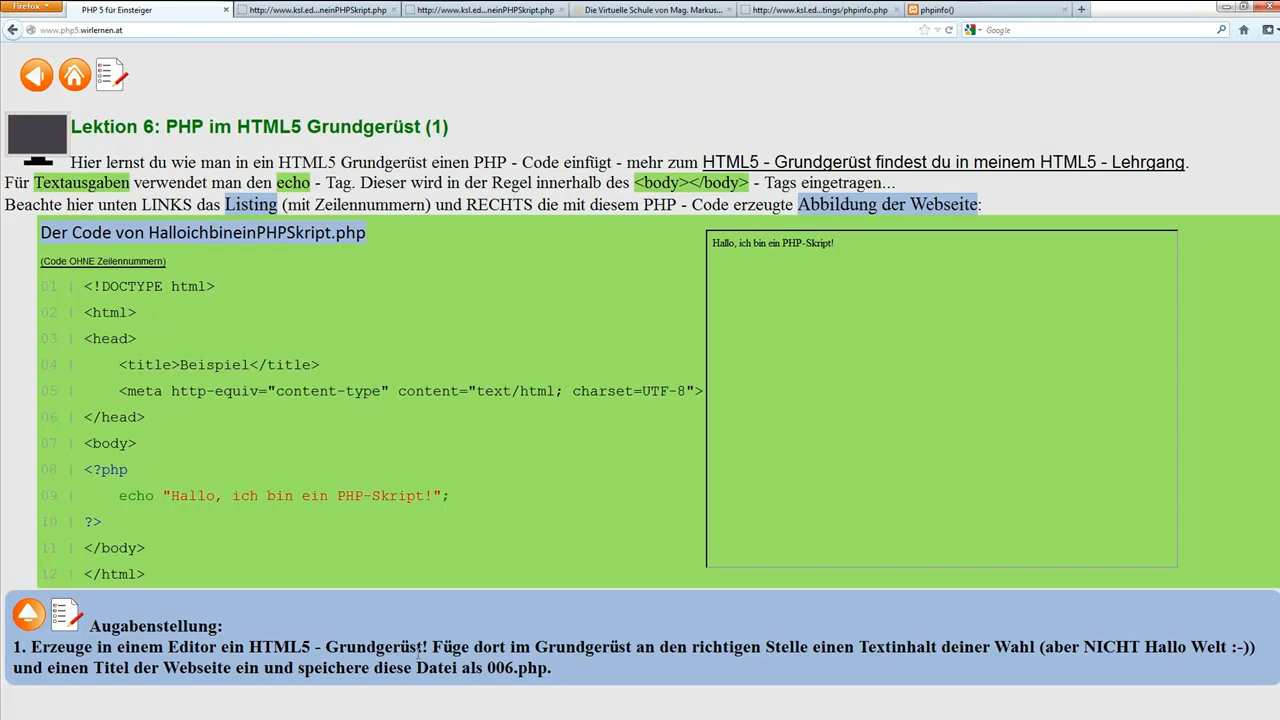 Firefox
PHP 5 für Einsteiger
http://www.ksl.ed...neinPHPSkript.php
http://www.ksl.ed...neinPHPSkript.php
Die Virtuelle Schule von Mag. Markus...
http://www.ksl.ed...tings/phpinfo.php
phpinfo()
www.php5.wirlernen.at
Google
Lektion 6: PHP im HTML5 Grundgerüst (1)
Hier lernst du wie man in ein HTML5 Grundgerüst einen PHP - Code einfügt - mehr zum HTML5 - Grundgerüst findest du in meinem HTML5 - Lehrgang.
Für Textausgaben verwendet man den echo - Tag. Dieser wird in der Regel innerhalb des <body></body> - Tags eingetragen...
Beachte hier unten LINKS das Listing (mit Zeilennummern) und RECHTS die mit diesem PHP - Code erzeugte Abbildung der Webseite:
Der Code von HalloichbineinPHPSkript.php
(Code OHNE Zeilennummern)
01 | <!DOCTYPE html>
02 | <html>
03 | <head>
04 |     <title>Beispiel</title>
05 |     <meta http-equiv="content-type" content="text/html; charset=UTF-8">
06 | </head>
07 | <body>
08 | <?php
09 |     echo "Hallo, ich bin ein PHP-Skript!";
10 | ?>
11 | </body>
12 | </html>
Hallo, ich bin ein PHP-Skript!
Augabenstellung:
1. Erzeuge in einem Editor ein HTML5 - Grundgerüst! Füge dort im Grundgerüst an den richtigen Stelle einen Textinhalt deiner Wahl (aber NICHT Hallo Welt :-))
und einen Titel der Webseite ein und speichere diese Datei als 006.php.